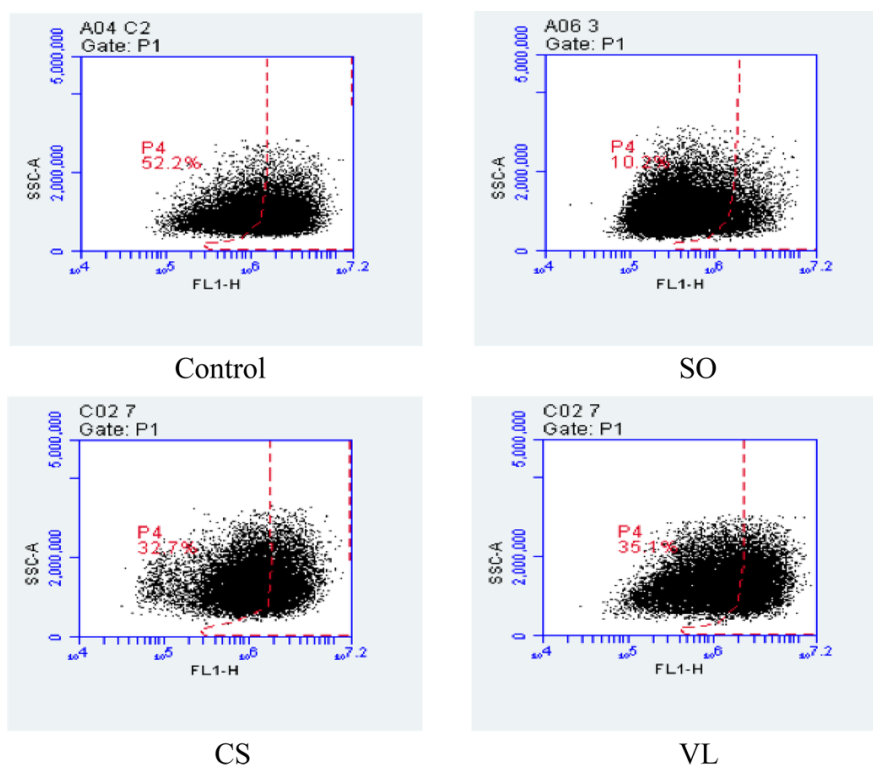 A04 C2
Gate: P1
5,000,000
2,000,000
0
SSC-A
P4
52.2%
10^4
10^5
10^6
10^7.2
FL1-H
Control
A06 3
Gate: P1
5,000,000
2,000,000
0
SSC-A
P4
10.2%
10^4
10^5
10^6
10^7.2
FL1-H
SO
C02 7
Gate: P1
5,000,000
2,000,000
0
SSC-A
P4
32.7%
10^4
10^5
10^6
10^7.2
FL1-H
CS
C02 7
Gate: P1
5,000,000
2,000,000
0
SSC-A
P4
35.1%
10^4
10^5
10^6
10^7.2
FL1-H
VL